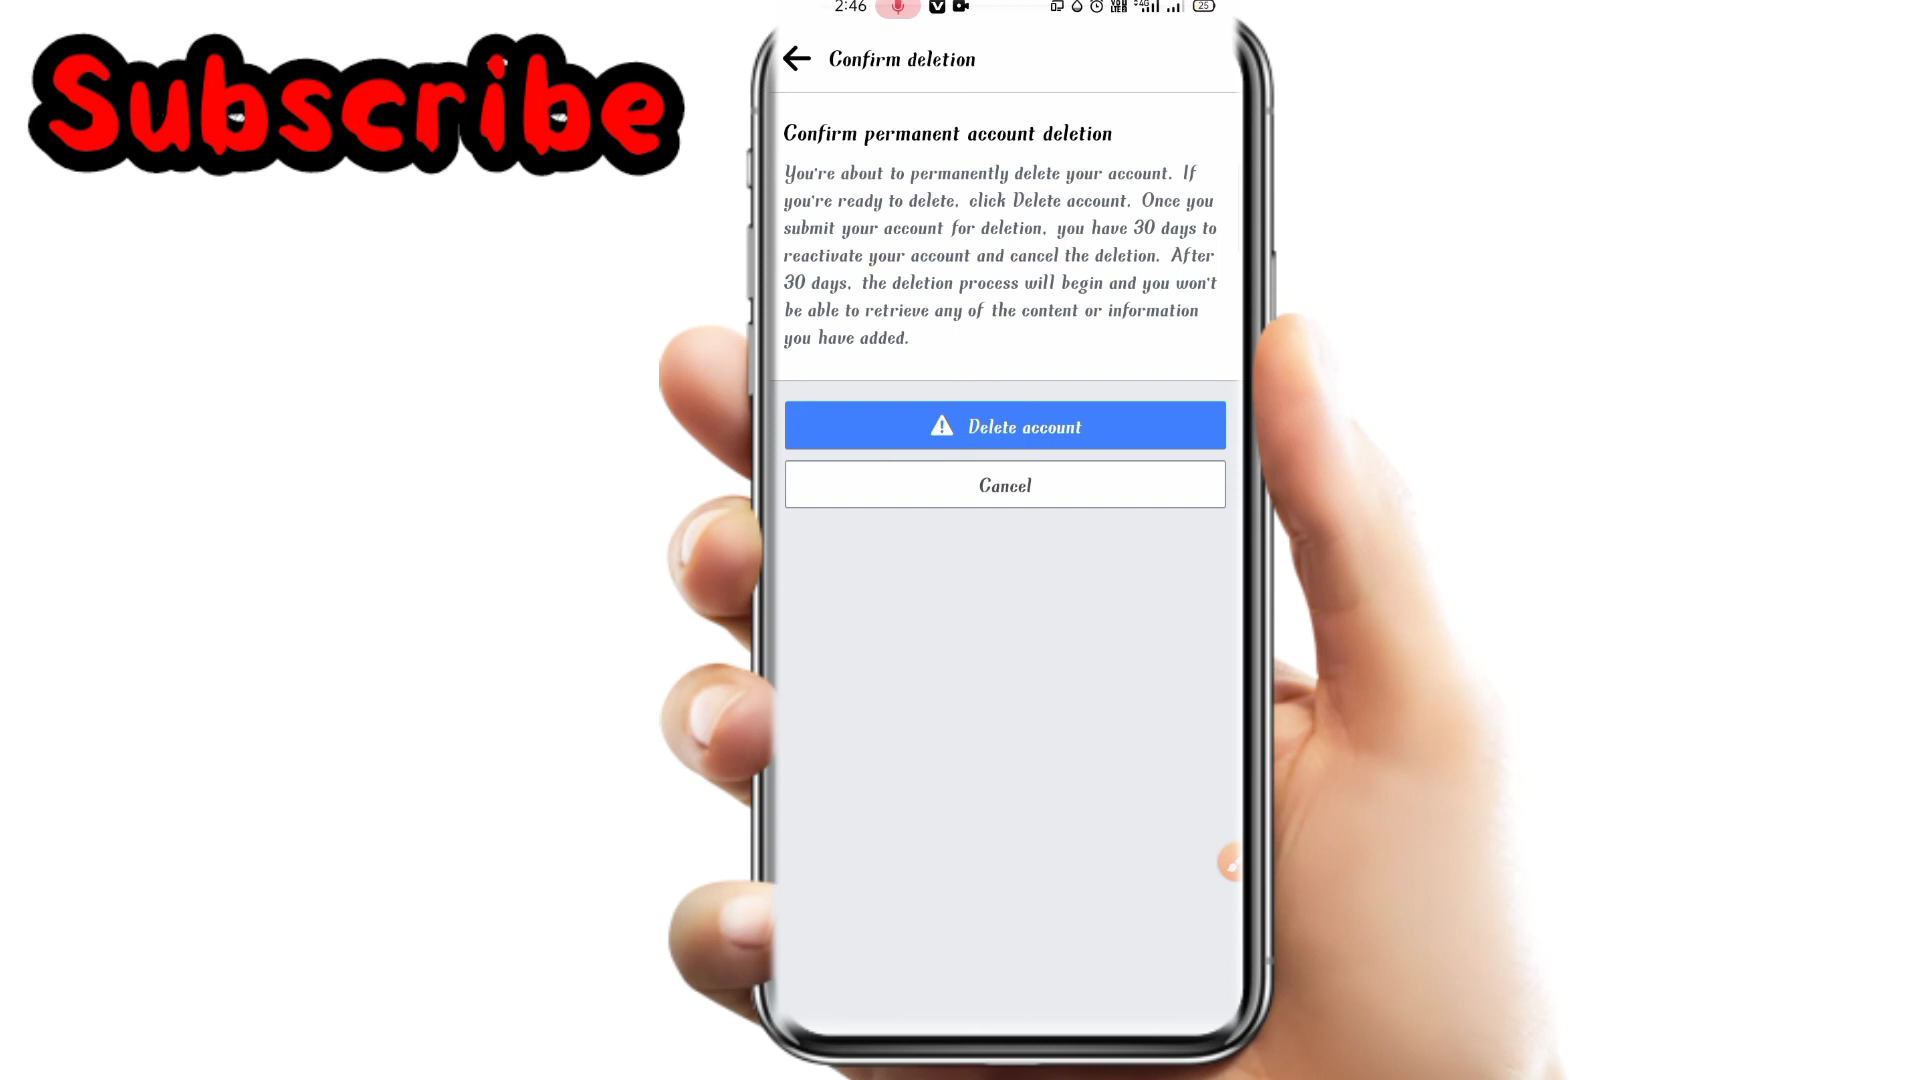 Subscribe
2:46
VoLTE 4G 25
Confirm deletion
Confirm permanent account deletion
You're about to permanently delete your account. If
you're ready to delete, click Delete account. Once you
submit your account for deletion, you have 30 days to
reactivate your account and cancel the deletion. After
30 days, the deletion process will begin and you won't
be able to retrieve any of the content or information
you have added.
Delete account
Cancel